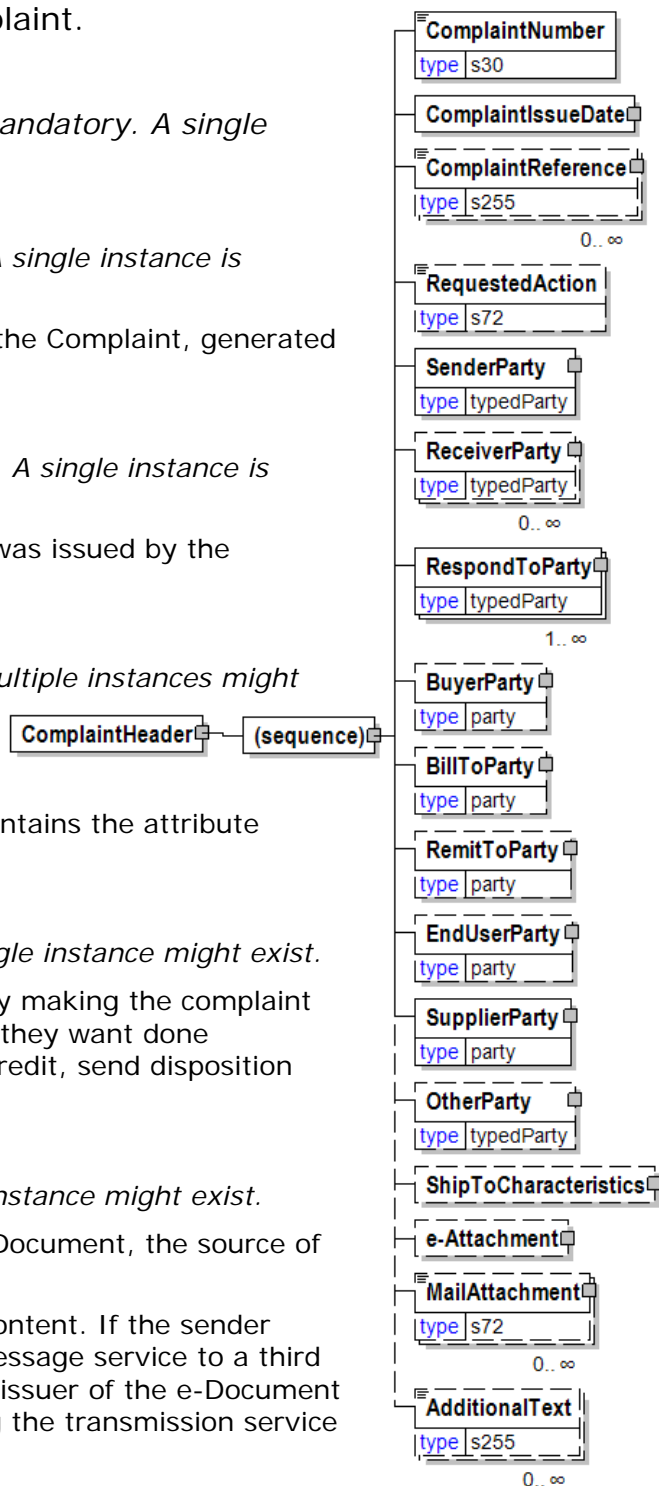 plaint.
andatory. A single
A single instance is
the Complaint, generated
A single instance is
was issued by the
ultiple instances might
ntains the attribute
gle instance might exist.
y making the complaint
they want done
redit, send disposition
nstance might exist.
Document, the source of
ontent. If the sender
essage service to a third
issuer of the e-Document
g the transmission service
ComplaintHeader
(sequence)
ComplaintNumber
type s30
ComplaintIssueDate
ComplaintReference
type s255
0.. ∞
RequestedAction
type s72
SenderParty
type typedParty
ReceiverParty
type typedParty
0.. ∞
RespondToParty
type typedParty
1.. ∞
BuyerParty
type party
BillToParty
type party
RemitToParty
type party
EndUserParty
type party
SupplierParty
type party
OtherParty
type typedParty
ShipToCharacteristics
e-Attachment
MailAttachment
type s72
0.. ∞
AdditionalText
type s255
0.. ∞